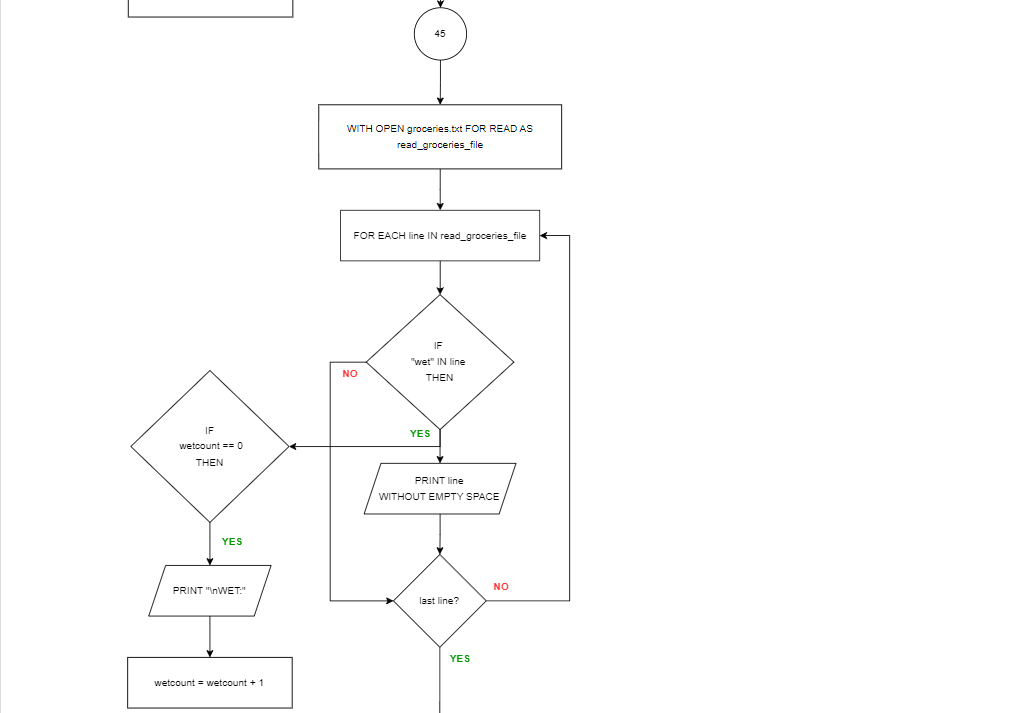 45
WITH OPEN groceries.txt FOR READ AS
read_groceries_file
FOR EACH line IN read_groceries_file
IF
"wet" IN line
THEN
NO
YES
IF
wetcount == 0
THEN
PRINT line
WITHOUT EMPTY SPACE
YES
PRINT "\nWET:"
NO
last line?
YES
wetcount = wetcount + 1